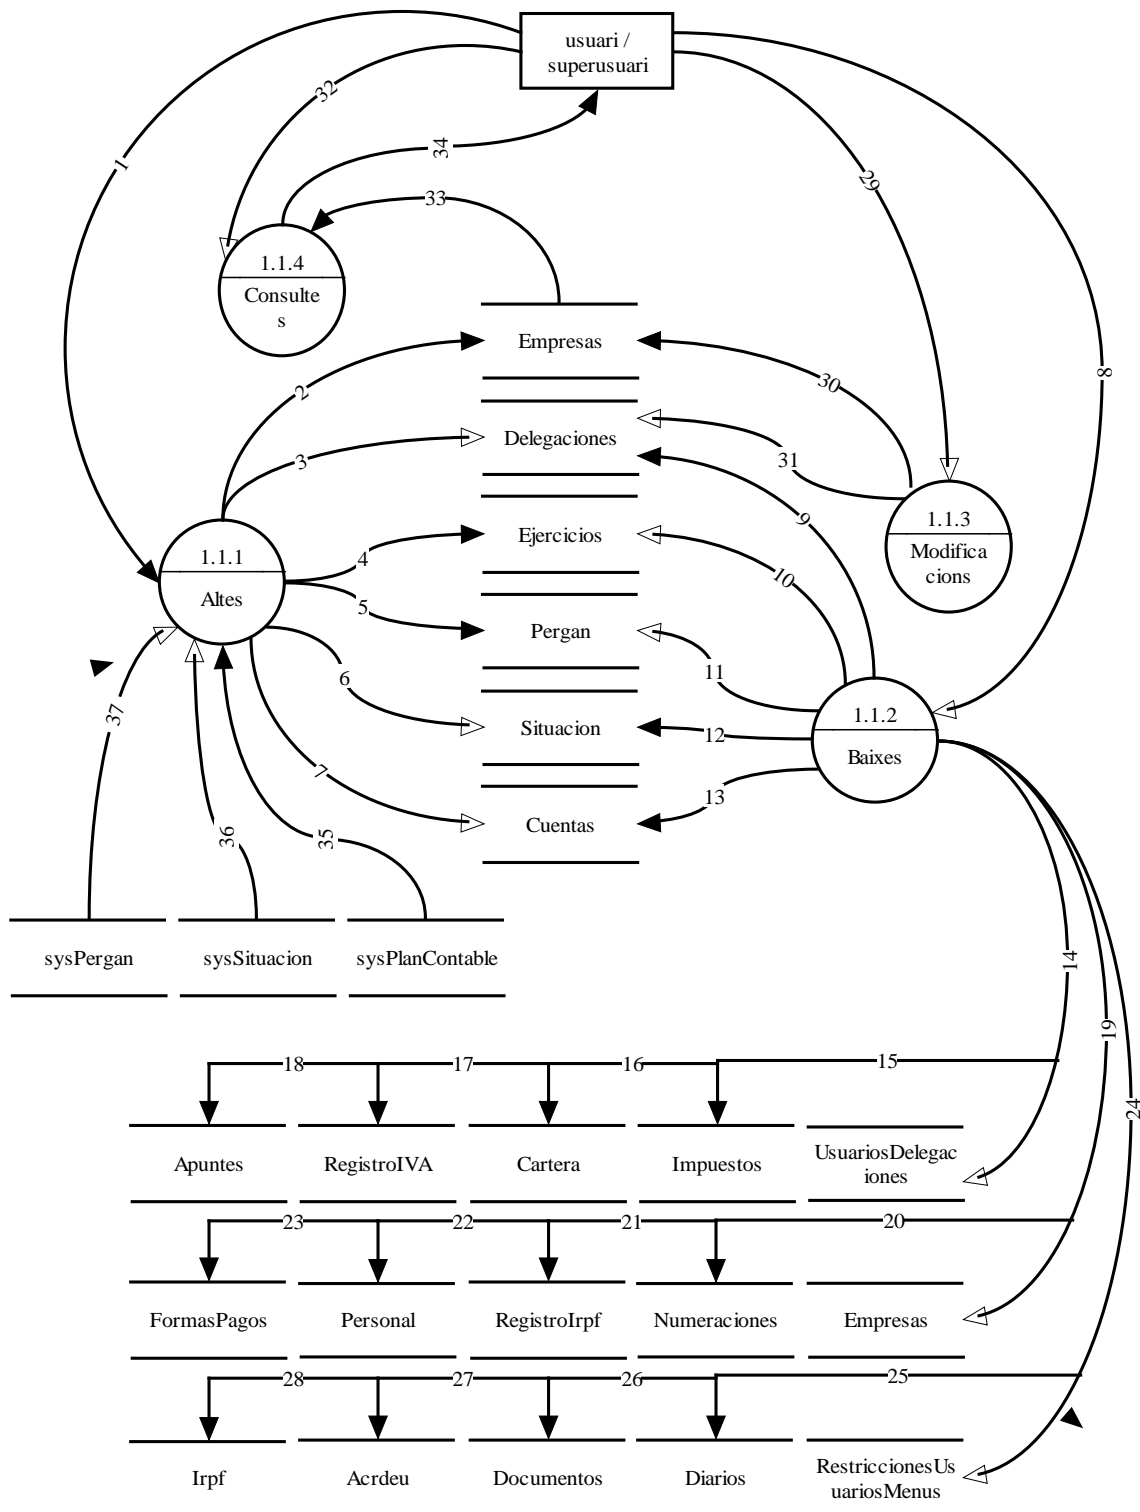 usuari /
superusuari
32
1
34
29
33
1.1.4
Consulte
s
Empresas
8
2
30
Delegaciones
3
31
9
1.1.3
Modifica
cions
1.1.1
Altes
Ejercicios
4
10
5
Pergan
11
6
1.1.2
Baixes
37
Situacion
12
7
13
36
35
Cuentas
sysPergan
sysSituacion
sysPlanContable
14
19
18
17
16
15
24
Apuntes
RegistroIVA
Cartera
Impuestos
UsuariosDelegac
iones
23
22
21
20
FormasPagos
Personal
RegistroIrpf
Numeraciones
Empresas
28
27
26
25
Irpf
Acrdeu
Documentos
Diarios
RestriccionesUs
uariosMenus